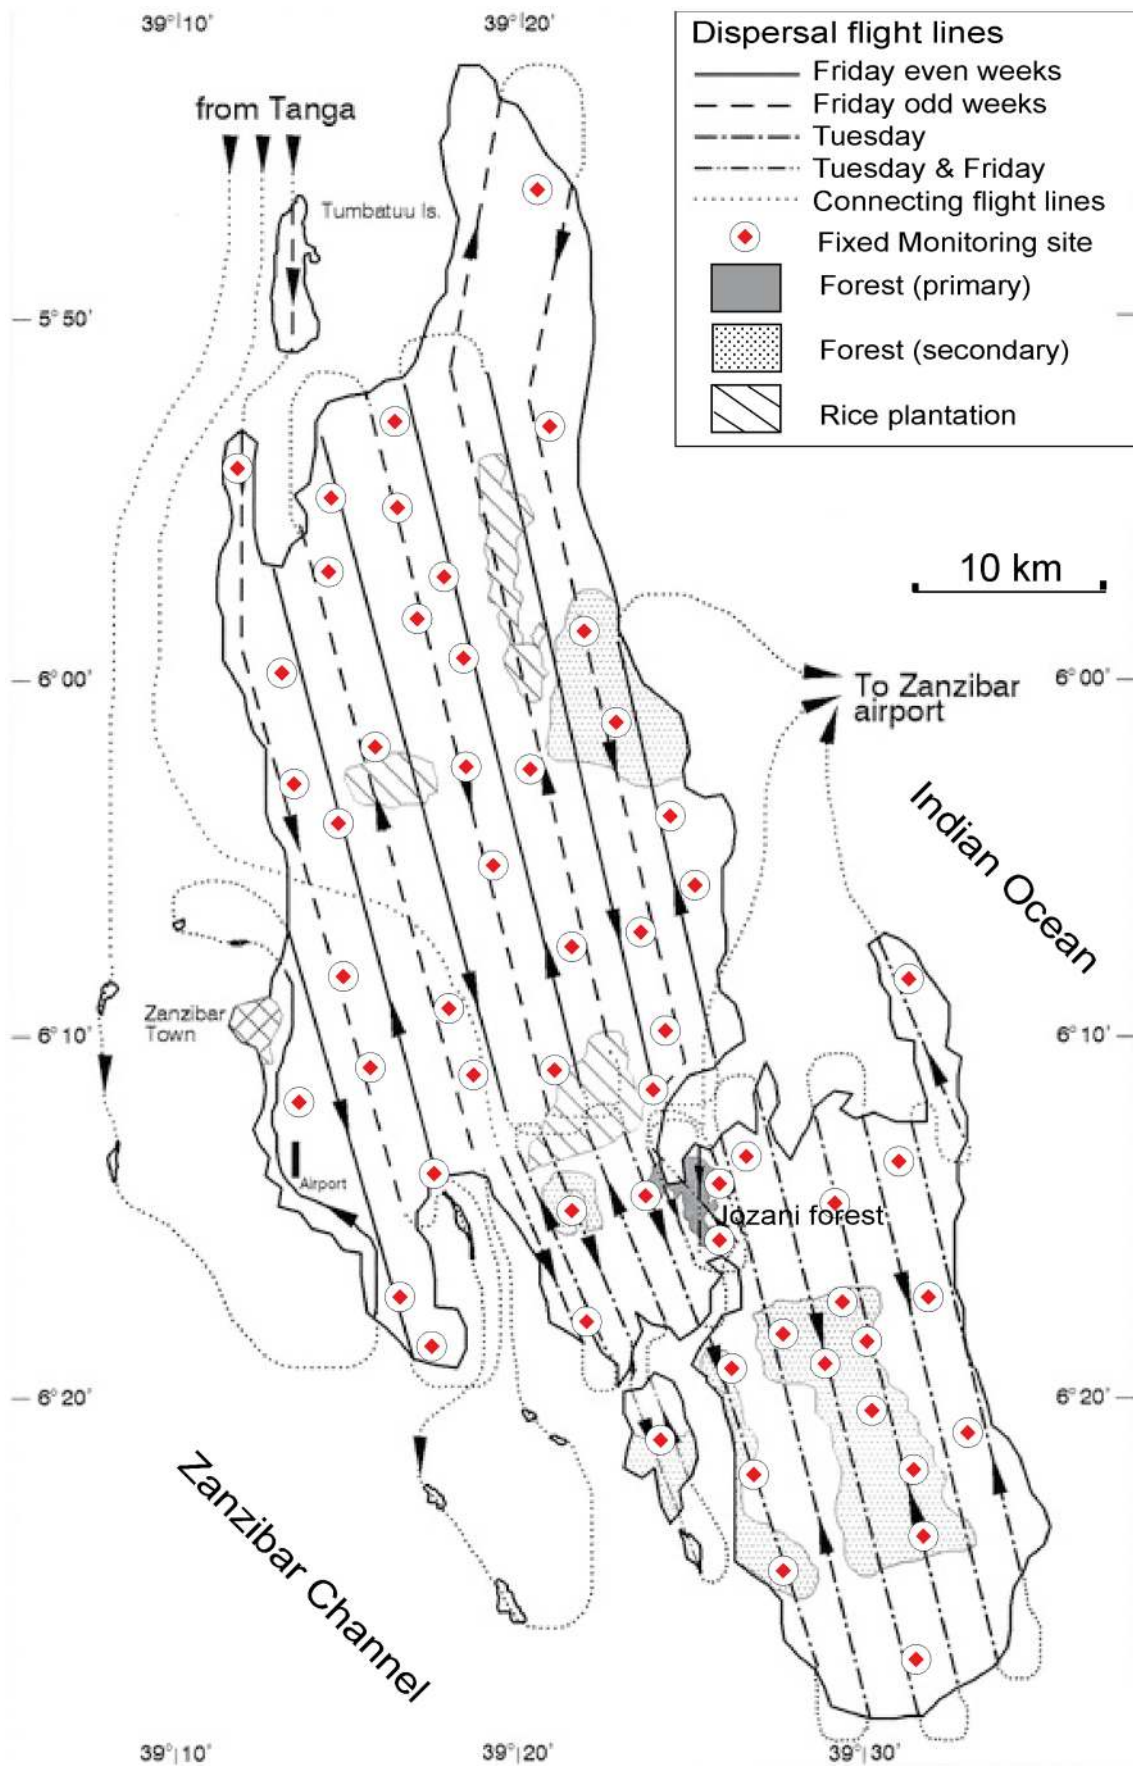 39° 10'
39° 20'
Dispersal flight lines
Friday even weeks
Friday odd weeks
Tuesday
Tuesday & Friday
Connecting flight lines
Fixed Monitoring site
Forest (primary)
Forest (secondary)
Rice plantation
from Tanga
Tumbatuu Is.
5° 50'
10 km
6° 00'
To Zanzibar
airport
6° 00'
Indian Ocean
Zanzibar
Town
6° 10'
6° 10'
Airport
Jozani forest
6° 20'
6° 20'
Zanzibar Channel
39° 10'
39° 20'
39° 30'